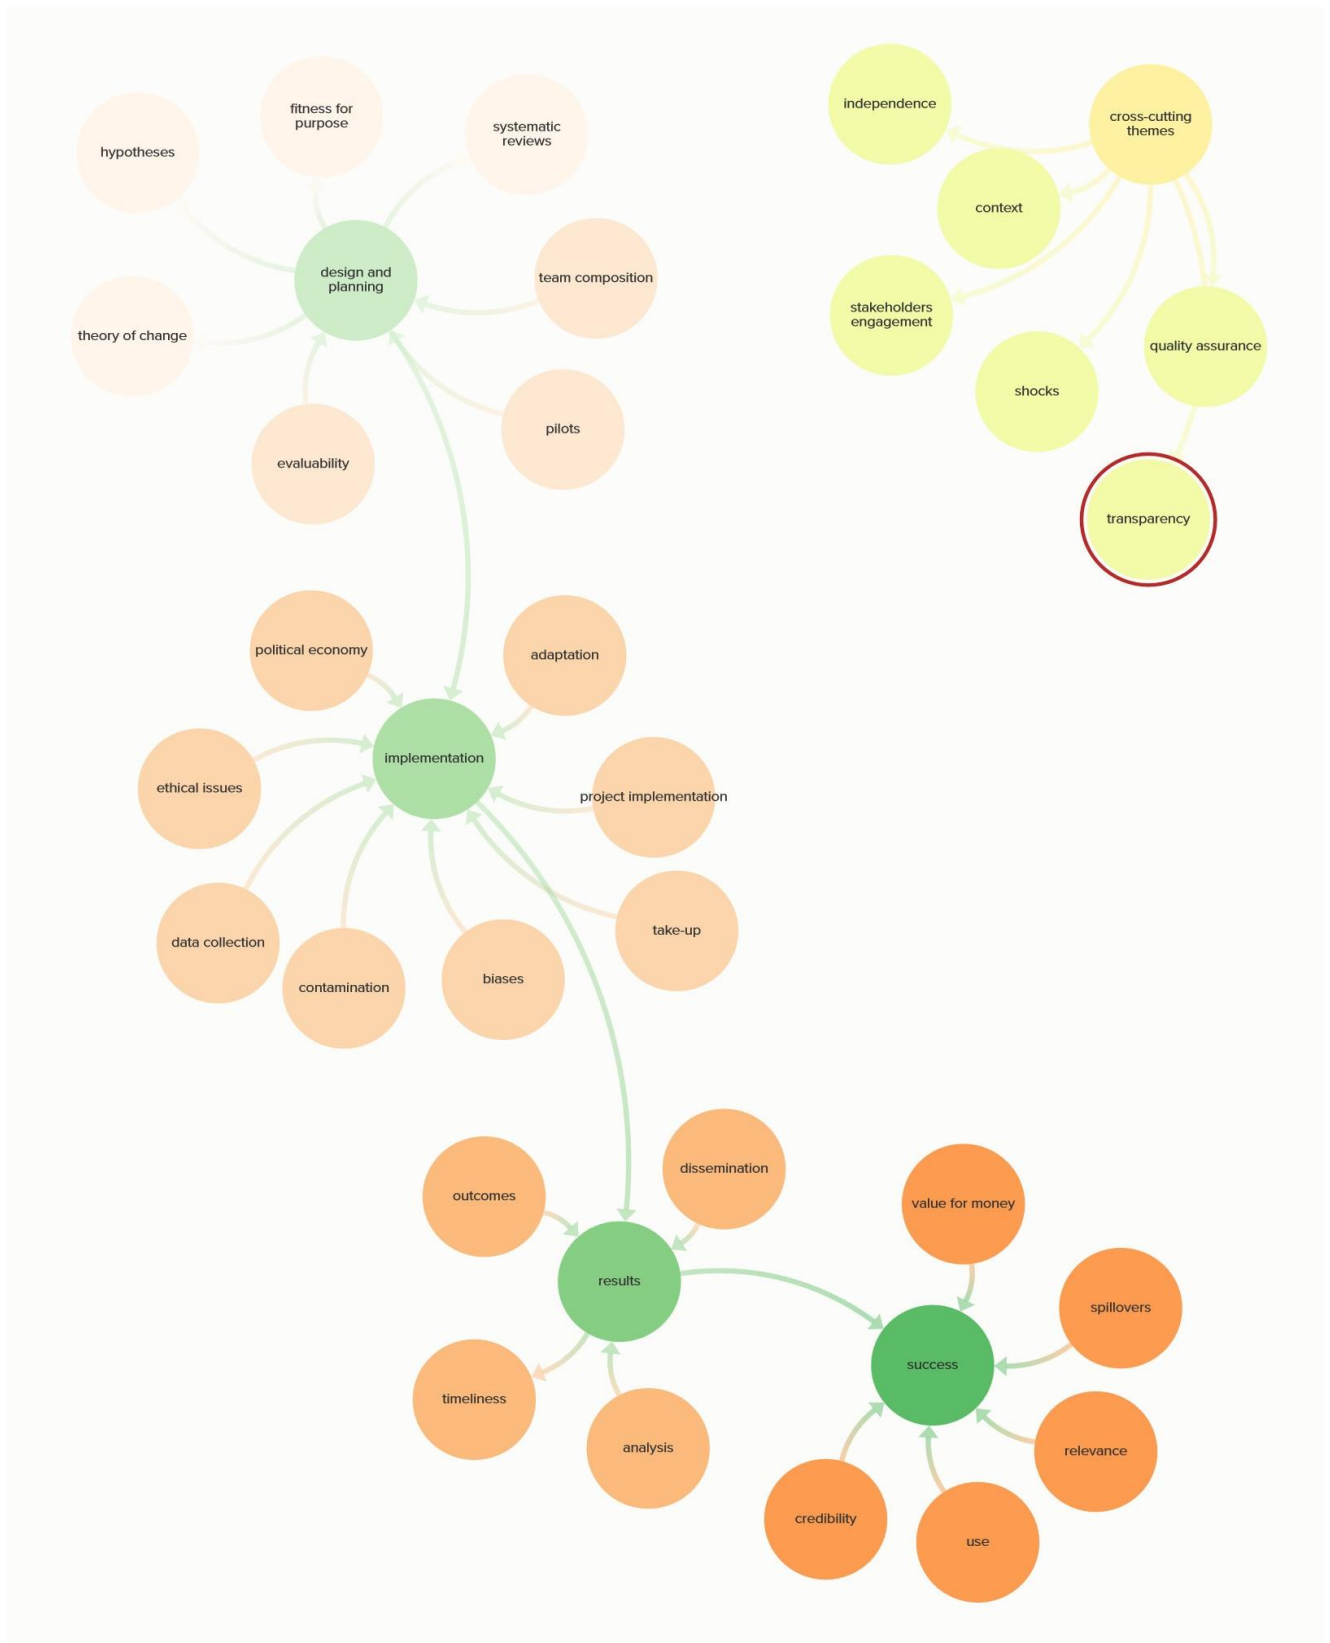 fitness for
purpose
systematic
reviews
hypotheses
design and
planning
team composition
theory of change
pilots
evaluability
independence
cross-cutting
themes
context
stakeholders
engagement
quality assurance
shocks
transparency
political economy
adaptation
implementation
ethical issues
project implementation
take-up
data collection
biases
contamination
dissemination
outcomes
results
timeliness
analysis
value for money
spillovers
success
relevance
credibility
use